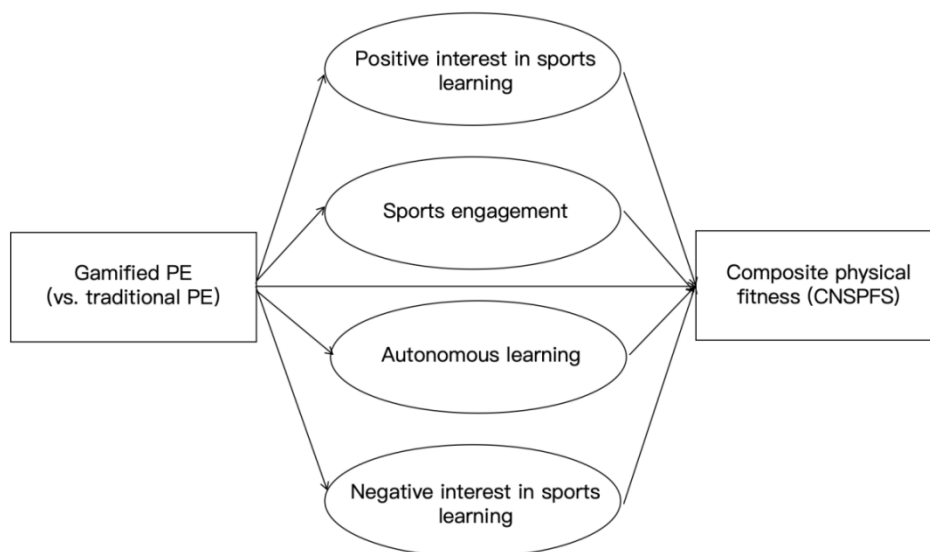 Positive interest in sports
learning
Sports engagement
Gamified PE
(vs. traditional PE)
Composite physical
fitness (CNSPFS)
Autonomous learning
Negative interest in sports
learning